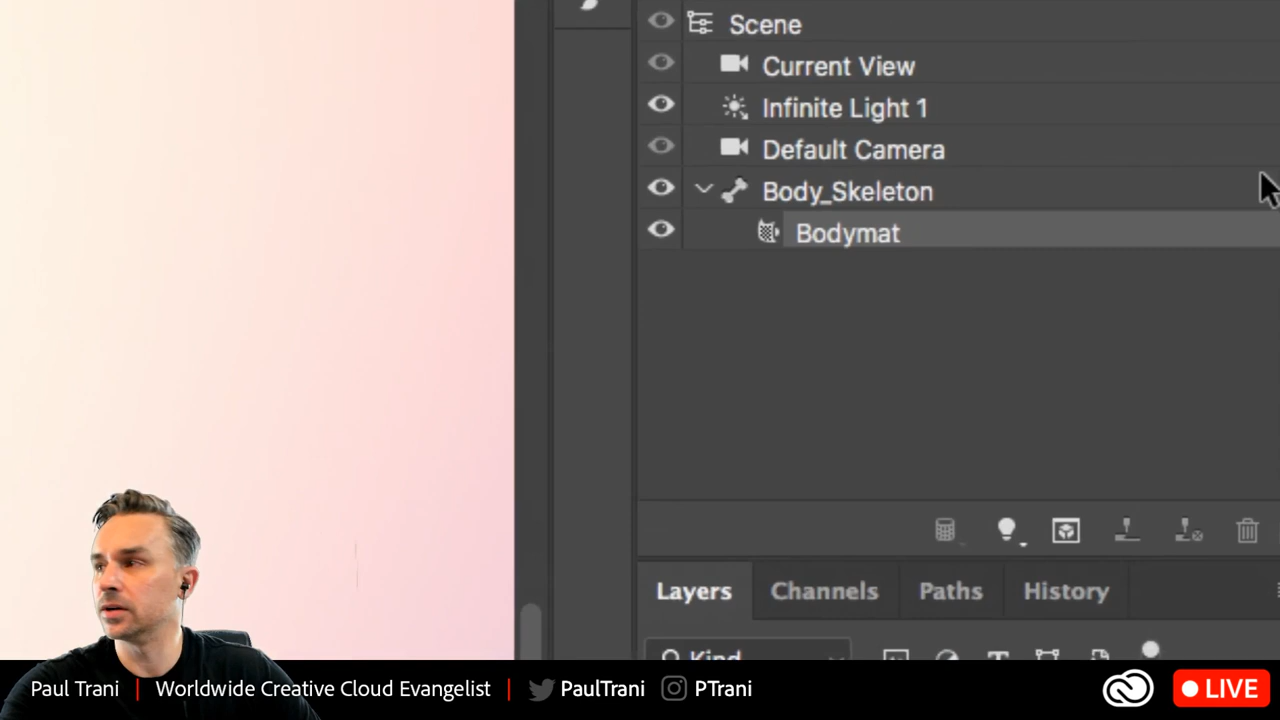 Scene
Current View
Infinite Light 1
Default Camera
Body_Skeleton
Bodymat
Layers Channels Paths History
Kind
Paul Trani | Worldwide Creative Cloud Evangelist | PaulTrani PTrani LIVE